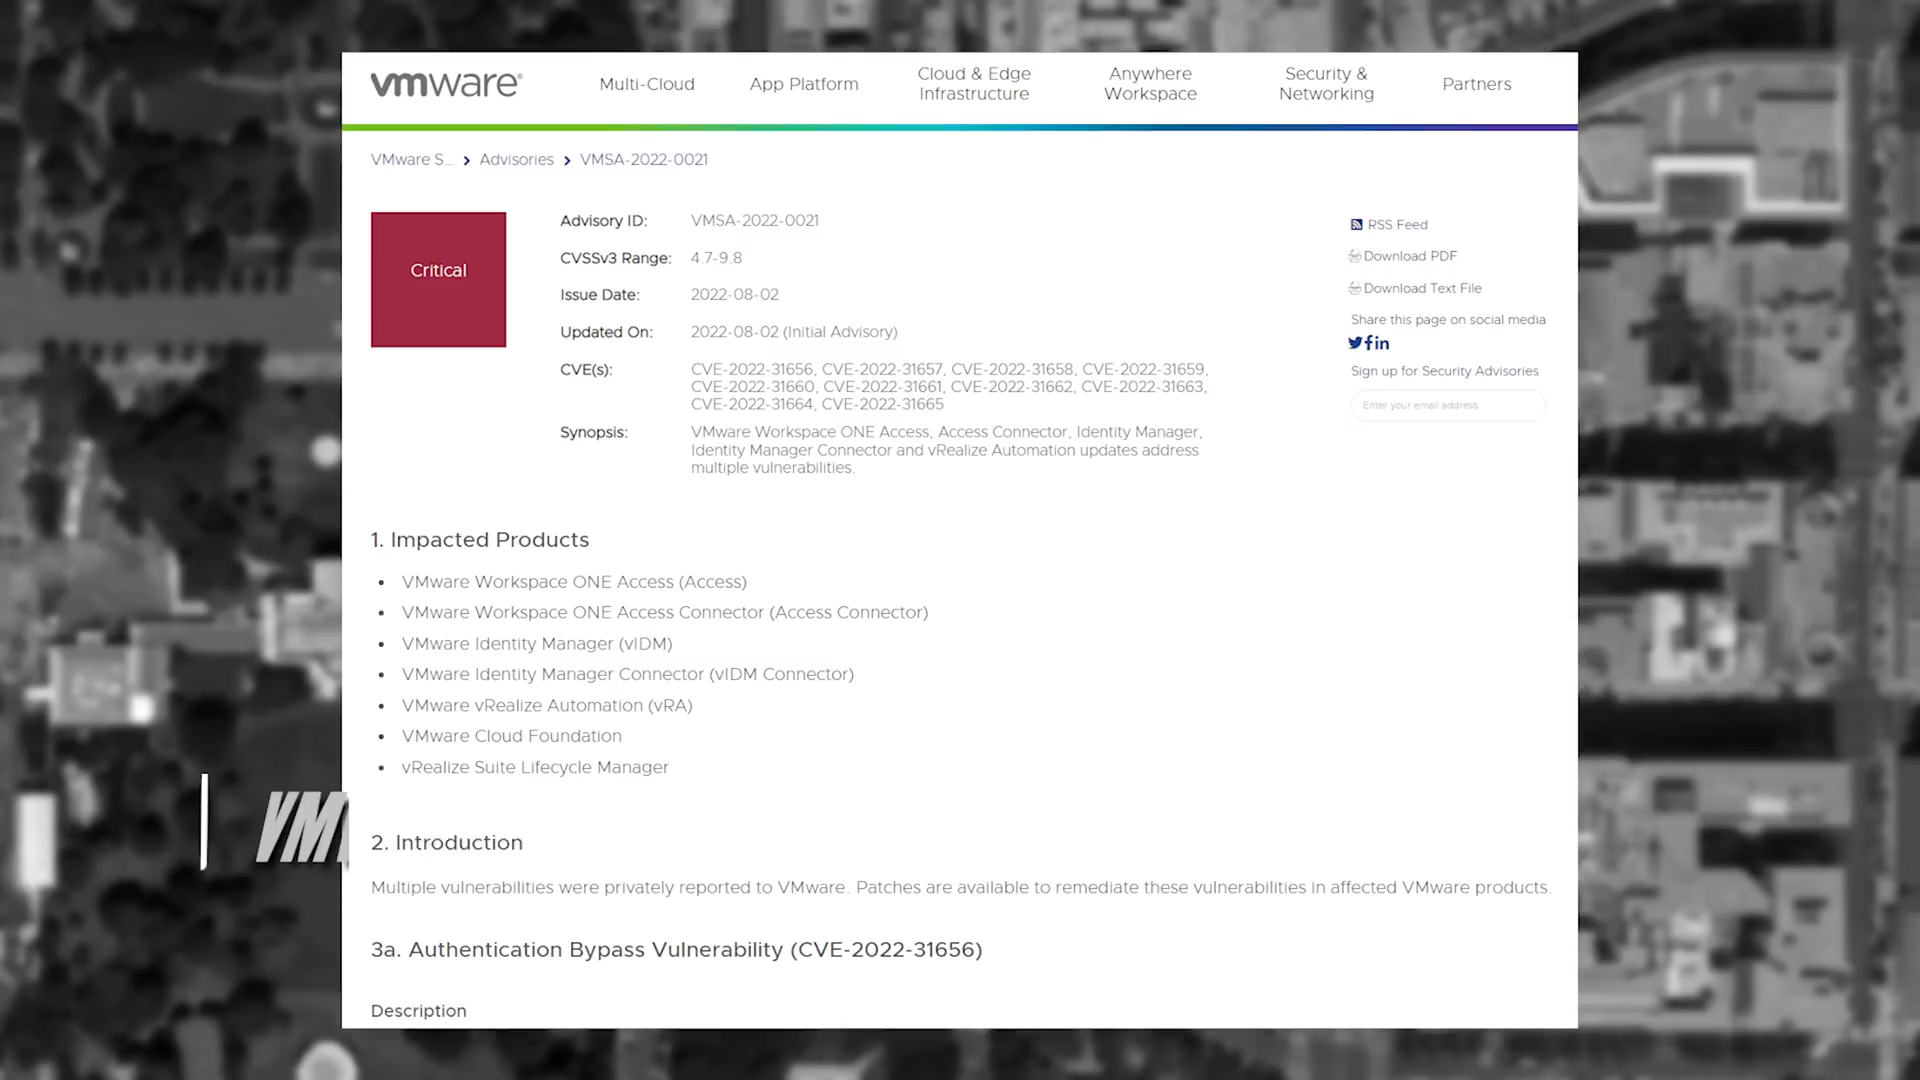 vmware
Multi-Cloud
App Platform
Cloud & Edge
Infrastructure
Anywhere
Workspace
Security &
Networking
Partners
VMware S... > Advisories > VMSA-2022-0021
Critical
Advisory ID: VMSA-2022-0021
CVSSv3 Range: 4.7-9.8
Issue Date: 2022-08-02
Updated On: 2022-08-02 (Initial Advisory)
CVE(s): CVE-2022-31656, CVE-2022-31657, CVE-2022-31658, CVE-2022-31659,
CVE-2022-31660, CVE-2022-31661, CVE-2022-31662, CVE-2022-31663,
CVE-2022-31664, CVE-2022-31665
Synopsis: VMware Workspace ONE Access, Access Connector, Identity Manager,
Identity Manager Connector and vRealize Automation updates address
multiple vulnerabilities.
RSS Feed
Download PDF
Download Text File
Share this page on social media
Sign up for Security Advisories
Enter your email address
1. Impacted Products
• VMware Workspace ONE Access (Access)
• VMware Workspace ONE Access Connector (Access Connector)
• VMware Identity Manager (vIDM)
• VMware Identity Manager Connector (vIDM Connector)
• VMware vRealize Automation (vRA)
• VMware Cloud Foundation
• vRealize Suite Lifecycle Manager
2. Introduction
Multiple vulnerabilities were privately reported to VMware. Patches are available to remediate these vulnerabilities in affected VMware products.
3a. Authentication Bypass Vulnerability (CVE-2022-31656)
Description